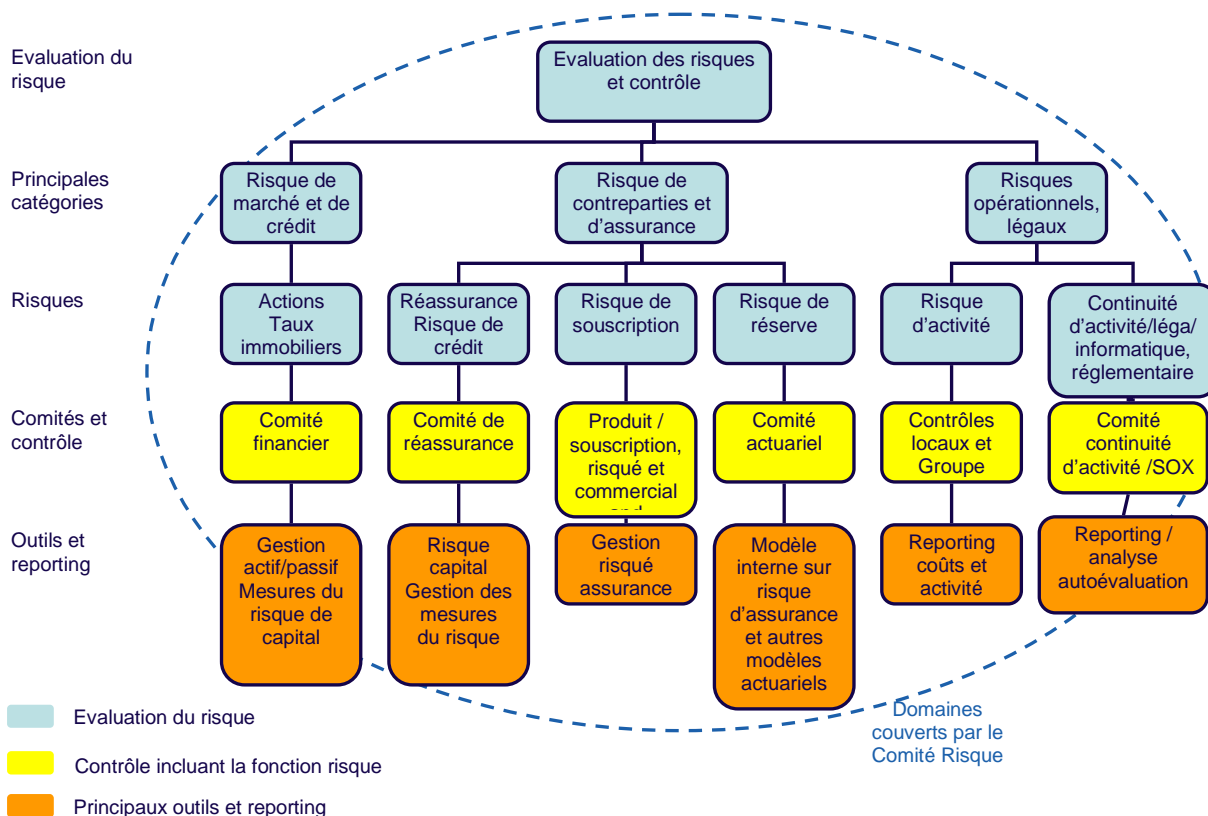 Evaluation du
risque
Evaluation des risques
et contrôle
Principales
catégories
Risque de
marché et de
crédit
Risque de
contreparties et
d'assurance
Risques
opérationnels,
légaux
Risques
Actions
Taux
immobiliers
Réassurance
Risque de
crédit
Risque de
souscription
Risque de
réserve
Risque
d'activité
Continuité
d'activité/léga/
informatique,
réglementaire
Comités et
contrôle
Comité
financier
Comité de
réassurance
Produit /
souscription,
risqué et
commercial
and
Comité
actuariel
Contrôles
locaux et
Groupe
Comité
continuité
d'activité /SOX
Outils et
reporting
Gestion
actif/passif
Mesures du
risque de
capital
Risque
capital
Gestion des
mesures
du risque
Gestion
risqué
assurance
Modèle
interne sur
risque
d'assurance
et autres
modèles
actuariels
Reporting
coûts et
activité
Reporting /
analyse
autoévaluation
Domaines
couverts par le
Comité Risque
Evaluation du risque
Contrôle incluant la fonction risque
Principaux outils et reporting